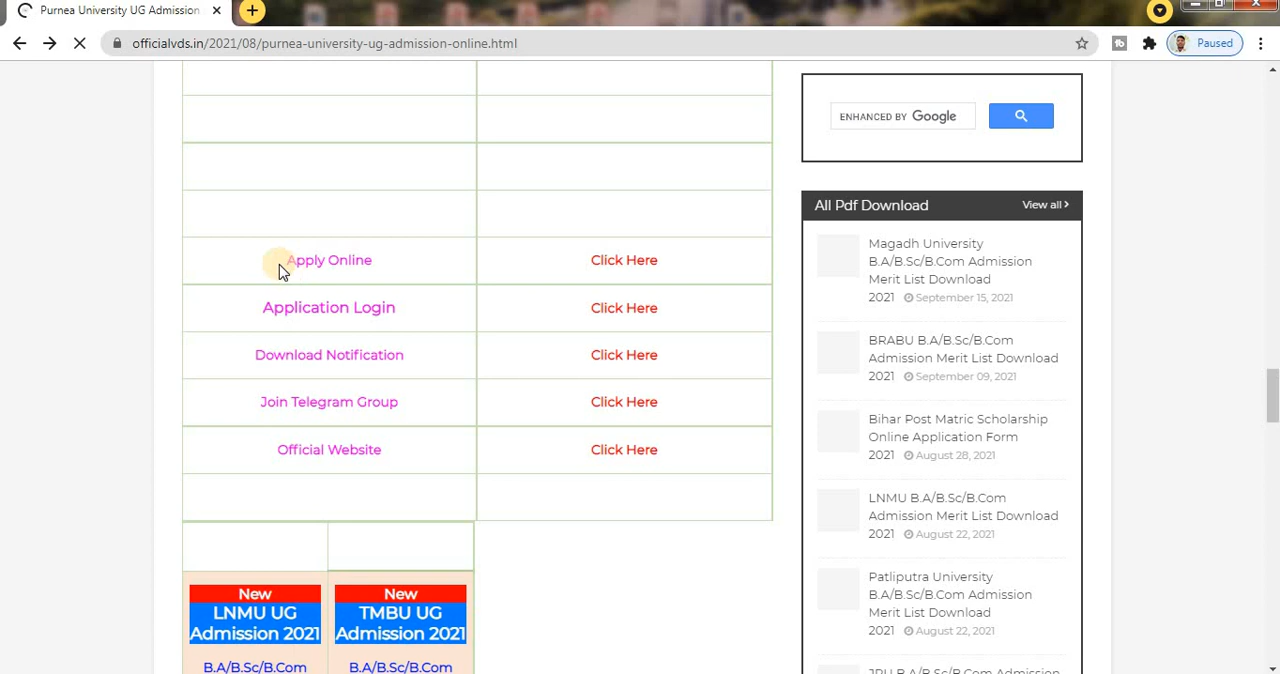 Purnea University UG Admission
officialvds.in/2021/08/purnea-university-ug-admission-online.html
Paused
ENHANCED BY Google
Apply Online Click Here
Application Login Click Here
Download Notification Click Here
Join Telegram Group Click Here
Official Website Click Here
New
LNMU UG
Admission 2021
B.A/B.Sc/B.Com
New
TMBU UG
Admission 2021
B.A/B.Sc/B.Com
All Pdf Download View all
Magadh University
B.A/B.Sc/B.Com Admission
Merit List Download
2021 September 15, 2021
BRABU B.A/B.Sc/B.Com
Admission Merit List Download
2021 September 09, 2021
Bihar Post Matric Scholarship
Online Application Form
2021 August 28, 2021
LNMU B.A/B.Sc/B.Com
Admission Merit List Download
2021 August 22, 2021
Patliputra University
B.A/B.Sc/B.Com Admission
Merit List Download
2021 August 22, 2021
JPU B.A/B.Sc/B.Com Admission